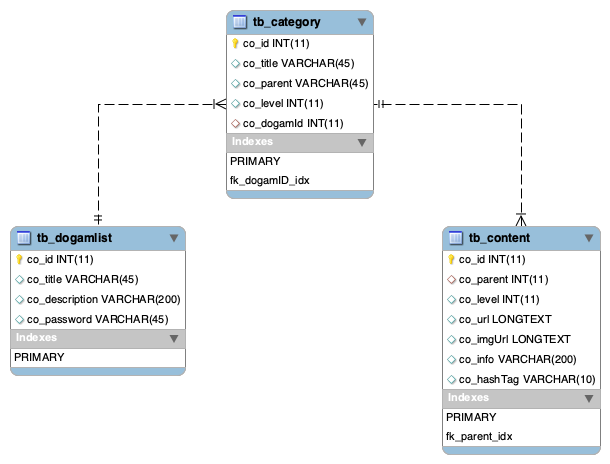 tb_category
co_id INT(11)
co_title VARCHAR(45)
co_parent VARCHAR(45)
co_level INT(11)
co_dogamId INT(11)
Indexes
PRIMARY
fk_dogamID_idx
tb_dogamlist
co_id INT(11)
co_title VARCHAR(45)
co_description VARCHAR(200)
co_password VARCHAR(45)
Indexes
PRIMARY
tb_content
co_id INT(11)
co_parent INT(11)
co_level INT(11)
co_url LONGTEXT
co_imgUrl LONGTEXT
co_info VARCHAR(200)
co_hashTag VARCHAR(10)
Indexes
PRIMARY
fk_parent_idx